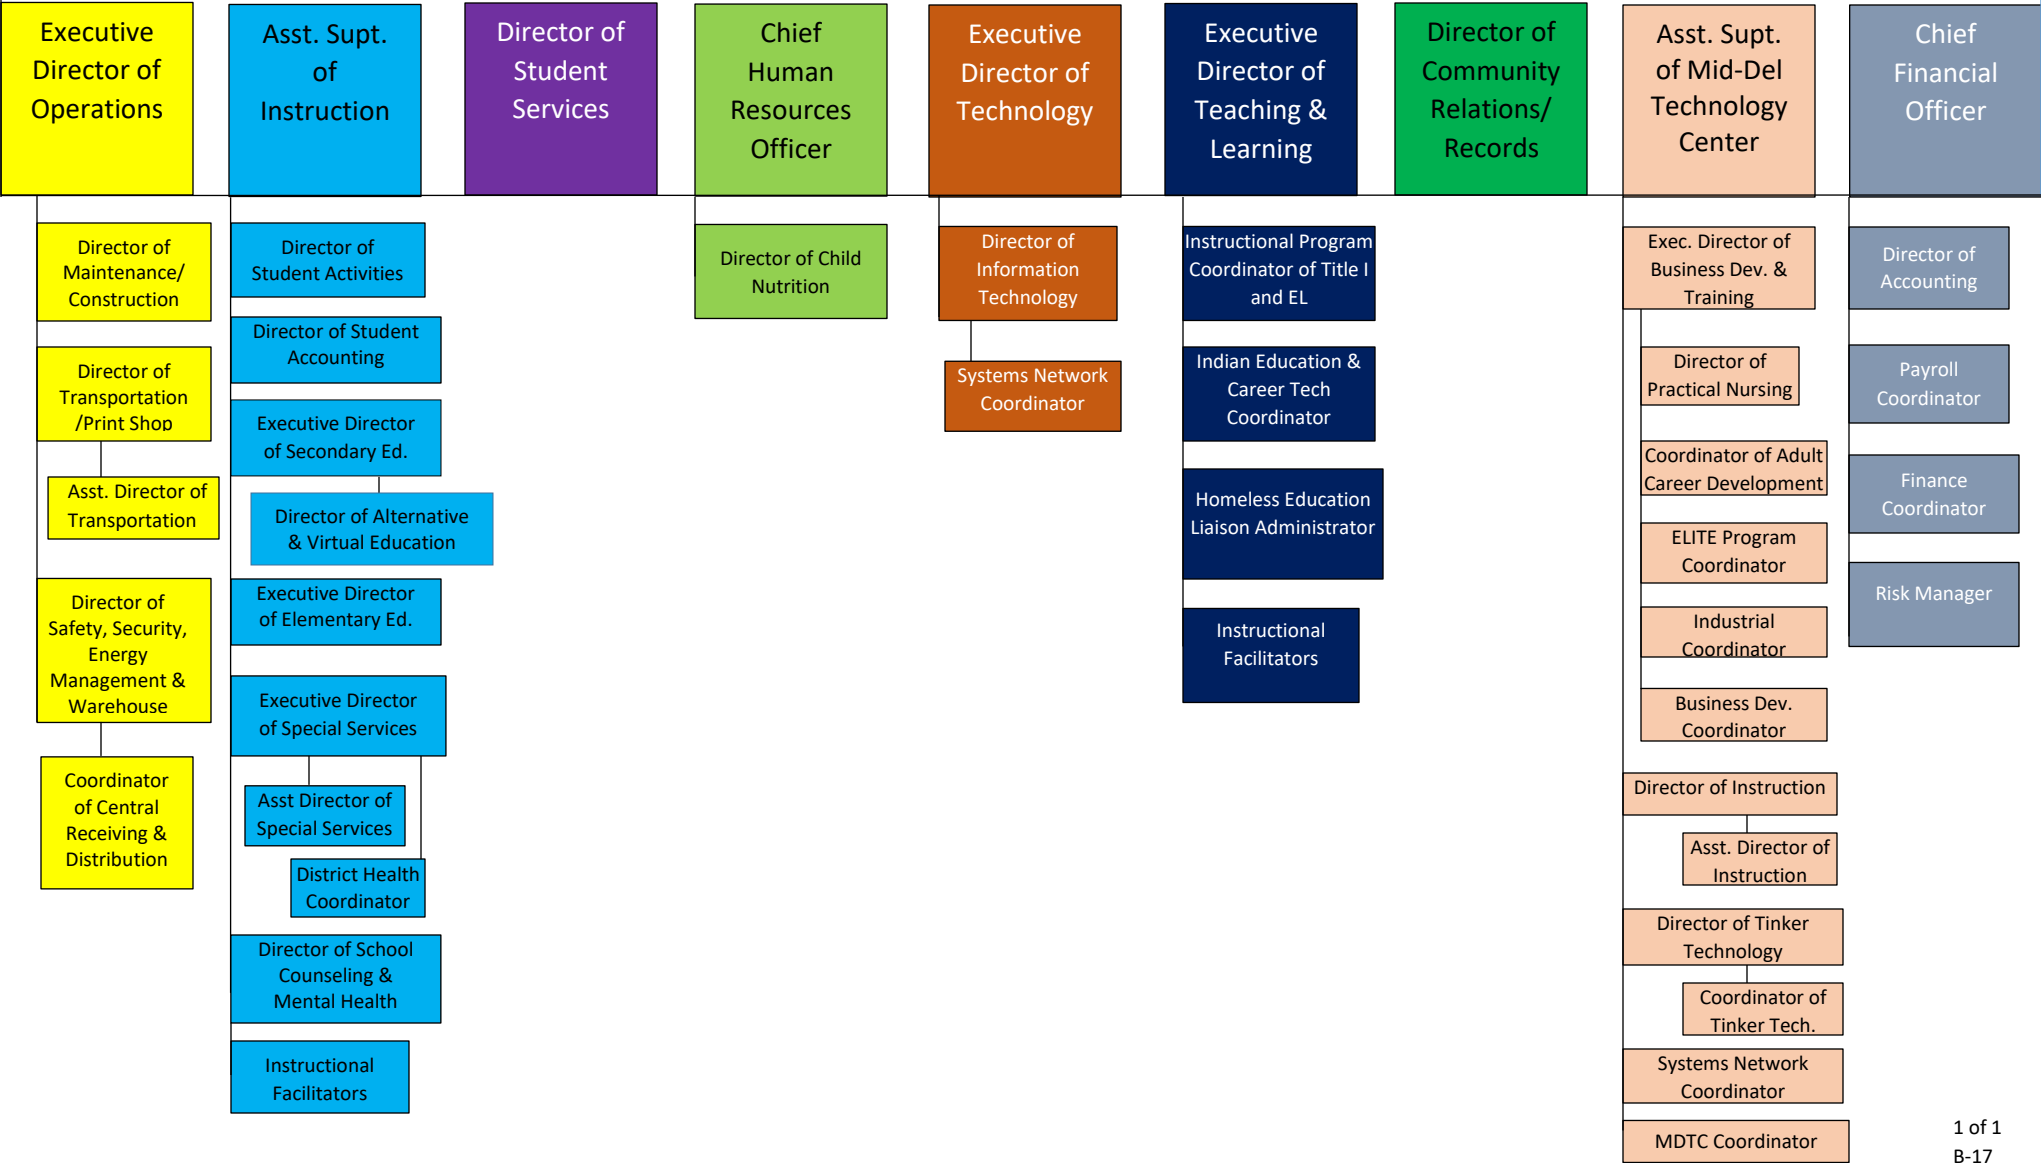 Executive
Director of
Operations
Asst. Supt.
of
Instruction
Director of
Student
Services
Chief
Human
Resources
Officer
Executive
Director of
Technology
Executive
Director of
Teaching &
Learning
Director of
Community
Relations/
Records
Asst. Supt.
of Mid-Del
Technology
Center
Chief
Financial
Officer
Director of
Maintenance/
Construction
Director of
Transportation
/Print Shop
Asst. Director of
Transportation
Director of
Safety, Security,
Energy
Management &
Warehouse
Coordinator
of Central
Receiving &
Distribution
Director of
Student Activities
Director of Student
Accounting
Executive Director
of Secondary Ed.
Director of Alternative
& Virtual Education
Executive Director
of Elementary Ed.
Executive Director
of Special Services
Asst Director of
Special Services
District Health
Coordinator
Director of School
Counseling &
Mental Health
Instructional
Facilitators
Director of Child
Nutrition
Director of
Information
Technology
Systems Network
Coordinator
Instructional Program
Coordinator of Title I
and EL
Indian Education &
Career Tech
Coordinator
Homeless Education
Liaison Administrator
Instructional
Facilitators
Exec. Director of
Business Dev. &
Training
Director of
Practical Nursing
Coordinator of Adult
Career Development
ELITE Program
Coordinator
Industrial
Coordinator
Business Dev.
Coordinator
Director of Instruction
Asst. Director of
Instruction
Director of Tinker
Technology
Coordinator of
Tinker Tech.
Systems Network
Coordinator
MDTC Coordinator
Director of
Accounting
Payroll
Coordinator
Finance
Coordinator
Risk Manager
1 of 1
B-17